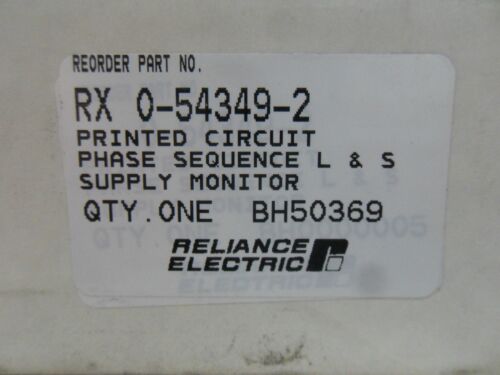 REORDER PART NO.
RX 0-54349-2
PRINTED CIRCUIT
PHASE SEQUENCE L & S
SUPPLY MONITOR
QTY.ONE BH50369
RELIANCE
ELECTRIC